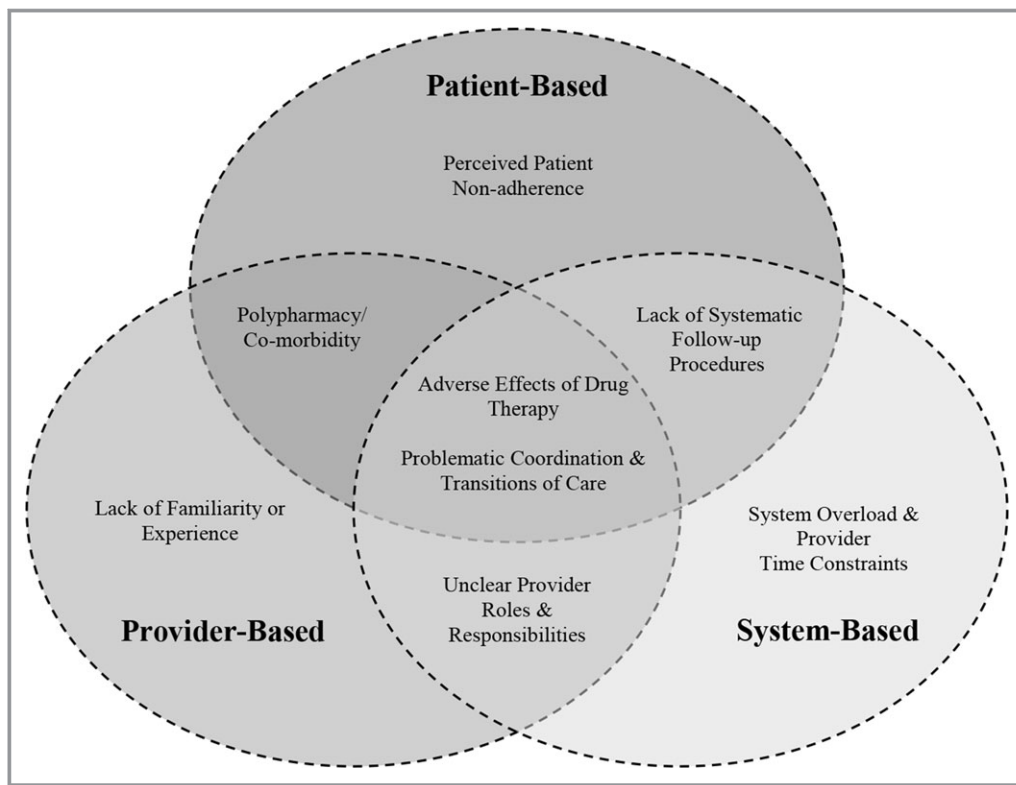 Patient-Based
Perceived Patient
Non-adherence
Polypharmacy/
Co-morbidity
Lack of Systematic
Follow-up
Procedures
Adverse Effects of Drug
Therapy
Problematic Coordination &
Transitions of Care
Lack of Familiarity or
Experience
System Overload &
Provider
Time Constraints
Unclear Provider
Roles &
Responsibilities
Provider-Based
System-Based